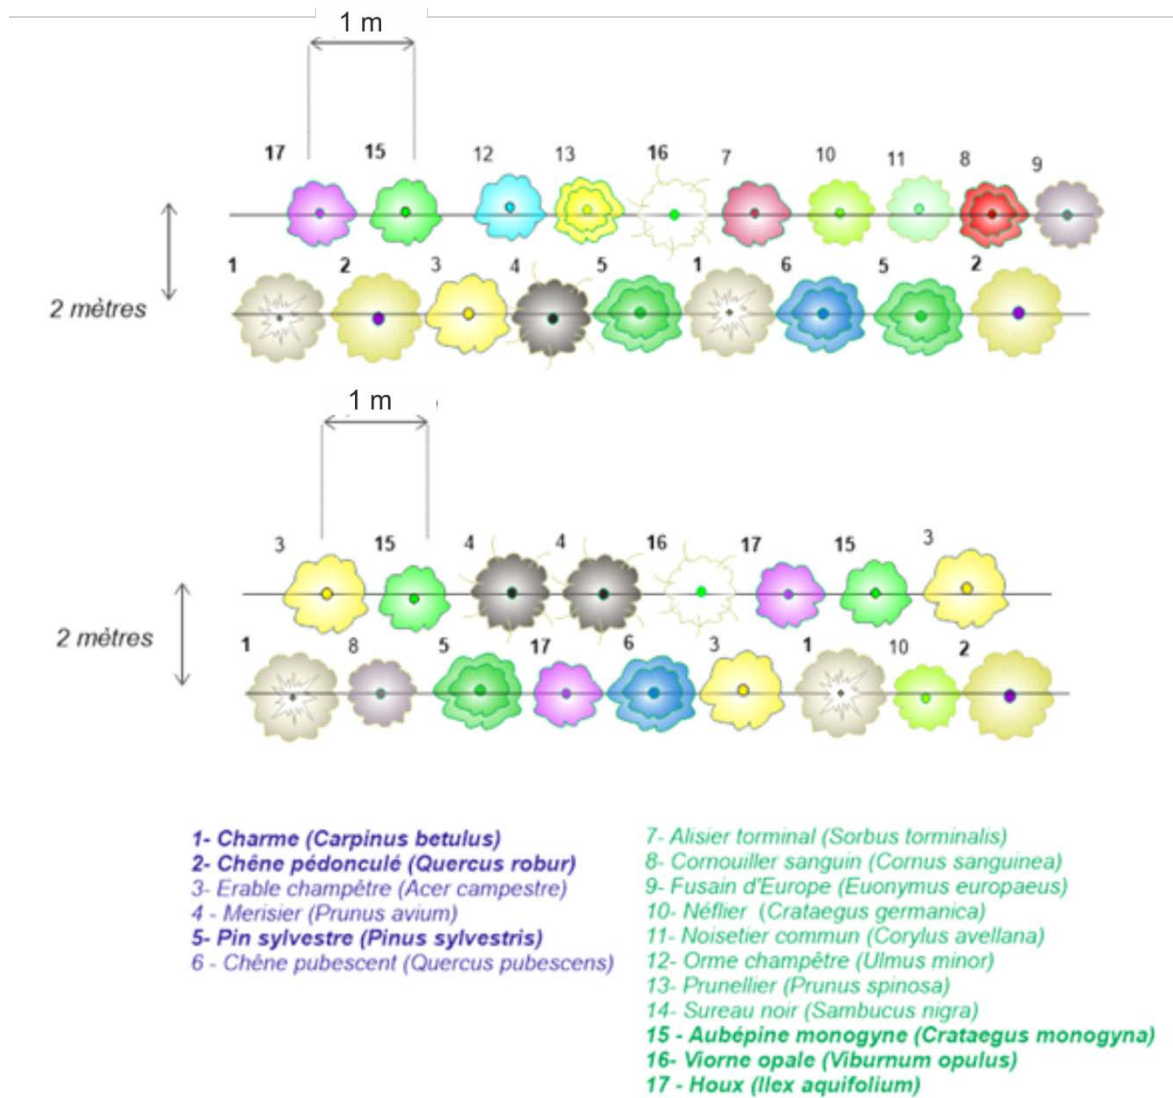 1 m
17 15 12 13 16 7 10 11 8 9
1 2 3 4 5 1 6 5 2
2 mètres
1 m
3 15 4 4 16 17 15 3
2 mètres
1 8 5 17 6 3 1 10 2
1- Charme (Carpinus betulus)
2- Chêne pédonculé (Quercus robur)
3- Erable champêtre (Acer campestre)
4 - Merisier (Prunus avium)
5- Pin sylvestre (Pinus sylvestris)
6 - Chêne pubescent (Quercus pubescens)
7- Alisier torminal (Sorbus torminalis)
8- Cornouiller sanguin (Cornus sanguinea)
9- Fusain d'Europe (Euonymus europaeus)
10- Néflier (Crataegus germanica)
11- Noisetier commun (Corylus avellana)
12- Orme champêtre (Ulmus minor)
13- Prunellier (Prunus spinosa)
14- Sureau noir (Sambucus nigra)
15 - Aubépine monogyne (Crataegus monogyna)
16- Viorne opale (Viburnum opulus)
17 - Houx (Ilex aquifolium)